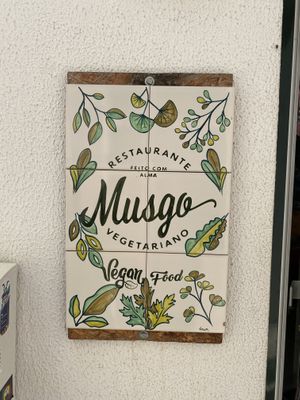 RESTAURANTE
FEITO COM
ALMA
Musgo
VEGETARIANO
Vegan Food